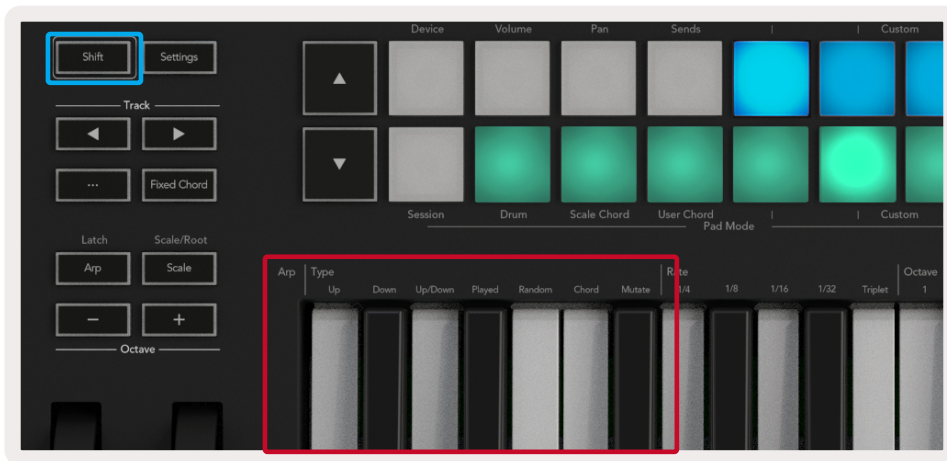 Device Volume Pan Sends | | Custom
Shift Settings
Track
... Fixed Chord
Session Drum Scale Chord User Chord | | Custom
Pad Mode
Latch Scale/Root
Arp Scale
Arp Type Rate Octave
Up Down Up/Down Played Random Chord Mutate 1/4 1/8 1/16 1/32 Triplet 1
− +
Octave